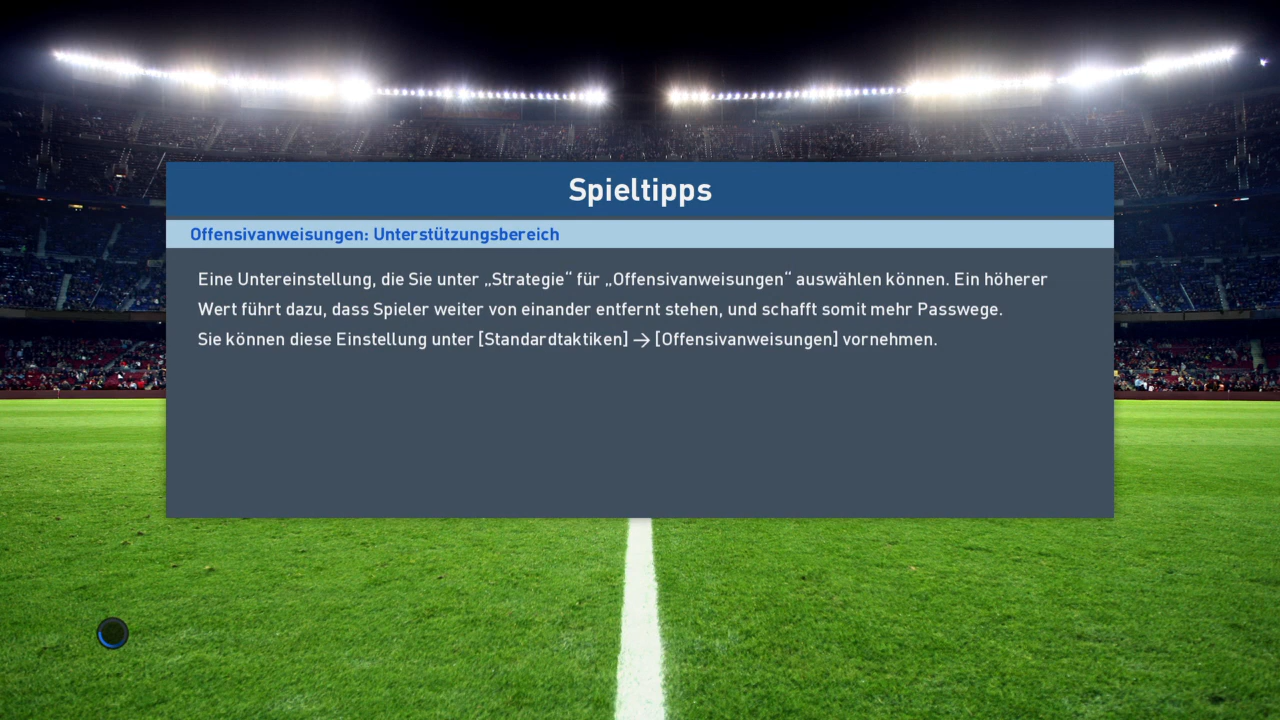 Spieltipps
Offensivanweisungen: Unterstützungsbereich
Eine Untereinstellung, die Sie unter „Strategie“ für „Offensivanweisungen“ auswählen können. Ein höherer
Wert führt dazu, dass Spieler weiter von einander entfernt stehen, und schafft somit mehr Passwege.
Sie können diese Einstellung unter [Standardtaktiken] → [Offensivanweisungen] vornehmen.